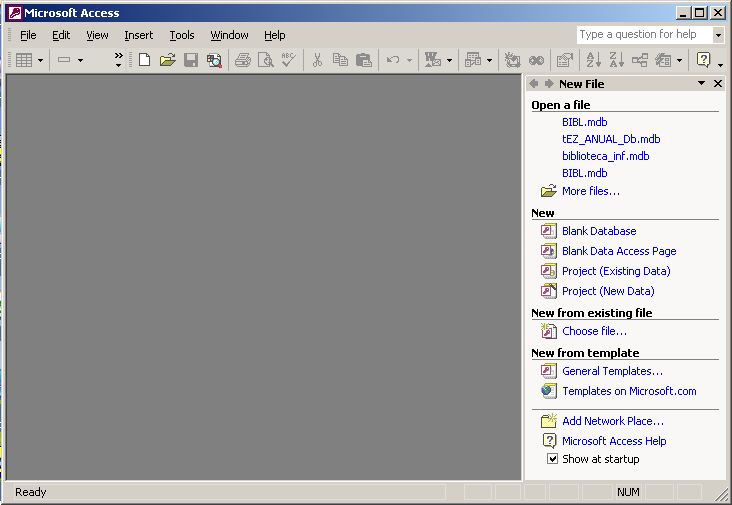 Microsoft Access
File Edit View Insert Tools Window Help
Type a question for help
New File
Open a file
BIBL.mdb
tEZ_ANUAL_Db.mdb
biblioteca_inf.mdb
BIBL.mdb
More files...
New
Blank Database
Blank Data Access Page
Project (Existing Data)
Project (New Data)
New from existing file
Choose file...
New from template
General Templates...
Templates on Microsoft.com
Add Network Place...
Microsoft Access Help
Show at startup
Ready NUM